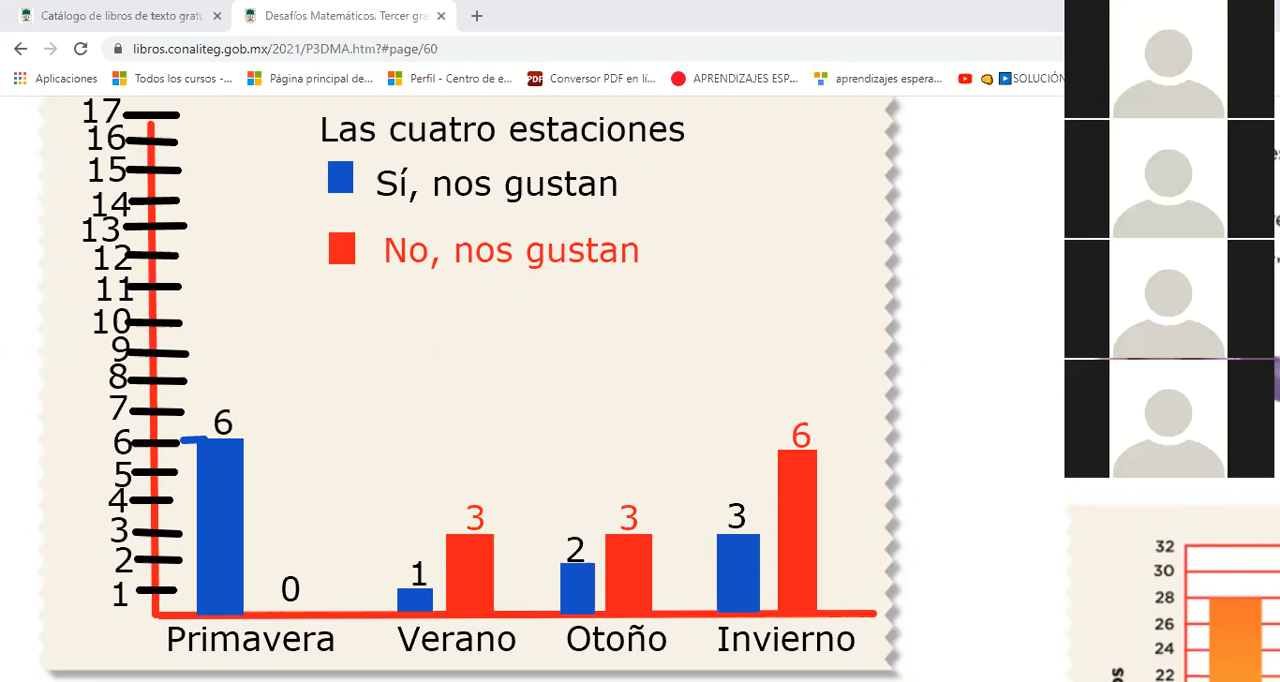 Catálogo de libros de texto gratu
Desafíos Matemáticos. Tercer gra
libros.conaliteg.gob.mx/2021/P3DMA.htm?#page/60
Aplicaciones
Todos los cursos -...
Página principal de...
Perfil - Centro de e...
PDF
Conversor PDF en lí...
APRENDIZAJES ESP...
aprendizajes espera...
SOLUCIÓN
Las cuatro estaciones
Sí, nos gustan
No, nos gustan
17
16
15
14
13
12
11
10
9
8
7
6
5
4
3
2
1
6
0
1
3
2
3
3
6
Primavera
Verano
Otoño
Invierno
32
30
28
26
24
22